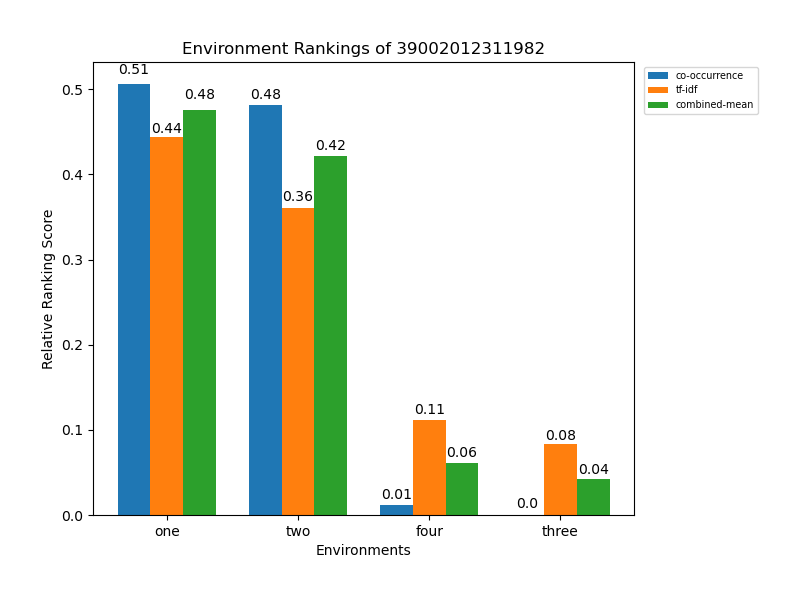 Environment Rankings of 39002012311982
co-occurrence
tf-idf
combined-mean
Relative Ranking Score
0.5
0.4
0.3
0.2
0.1
0.0
0.51
0.44
0.48
0.48
0.36
0.42
0.01
0.11
0.06
0.0
0.08
0.04
one two four three
Environments